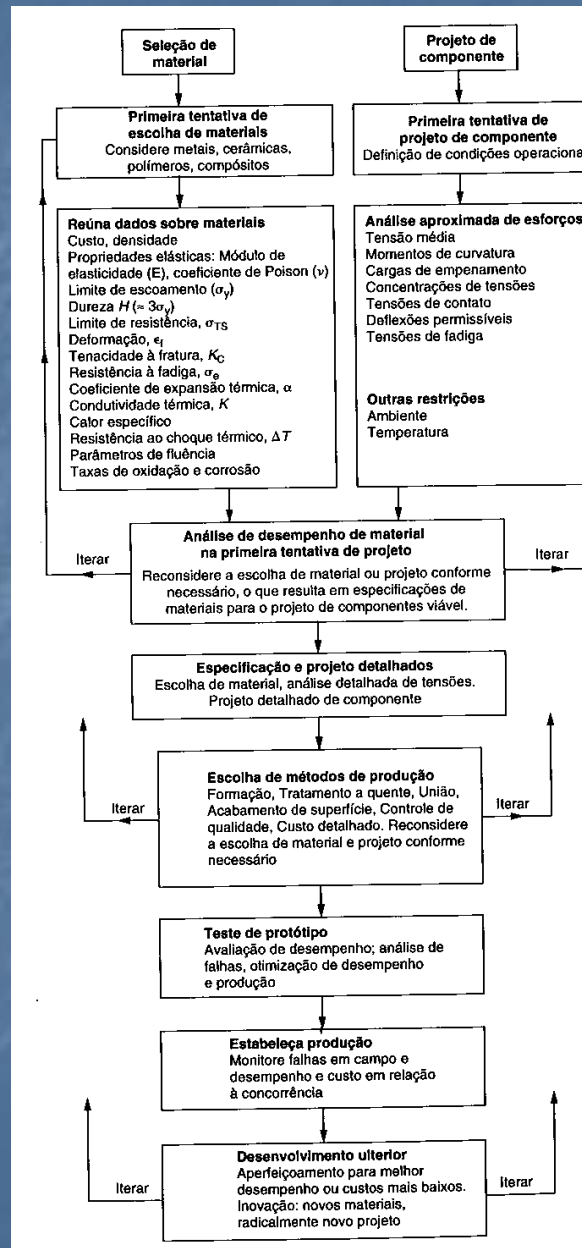 Seleção de
material
Projeto de
componente
Primeira tentativa de
escolha de materiais
Considere metais, cerâmicas,
polímeros, compósitos
Primeira tentativa de
projeto de componente
Definição de condições operaciona
Reúna dados sobre materiais
Custo, densidade
Propriedades elásticas: Módulo de
elasticidade (E), coeficiente de Poison (ν)
Limite de escoamento (σy)
Dureza H (≈ 3σy)
Limite de resistência, σTS
Deformação, ϵf
Tenacidade à fratura, KC
Resistência à fadiga, σe
Coeficiente de expansão térmica, α
Condutividade térmica, K
Calor específico
Resistência ao choque térmico, ΔT
Parâmetros de fluência
Taxas de oxidação e corrosão
Análise aproximada de esforços
Tensão média
Momentos de curvatura
Cargas de empenamento
Concentrações de tensões
Tensões de contato
Deflexões permissíveis
Tensões de fadiga
Outras restrições
Ambiente
Temperatura
Iterar
Análise de desempenho de material
na primeira tentativa de projeto
Reconsidere a escolha de material ou projeto conforme
necessário, o que resulta em especificações de
materiais para o projeto de componentes viável.
Iterar
Especificação e projeto detalhados
Escolha de material, análise detalhada de tensões.
Projeto detalhado de componente
Iterar
Escolha de métodos de produção
Formação, Tratamento a quente, União,
Acabamento de superfície, Controle de
qualidade, Custo detalhado. Reconsidere
a escolha de material e projeto conforme
necessário
Iterar
Teste de protótipo
Avaliação de desempenho; análise de
falhas, otimização de desempenho
e produção
Estabeleça produção
Monitore falhas em campo e
desempenho e custo em relação
à concorrência
Iterar
Desenvolvimento ulterior
Aperfeiçoamento para melhor
desempenho ou custos mais baixos.
Inovação: novos materiais,
radicalmente novo projeto
Iterar